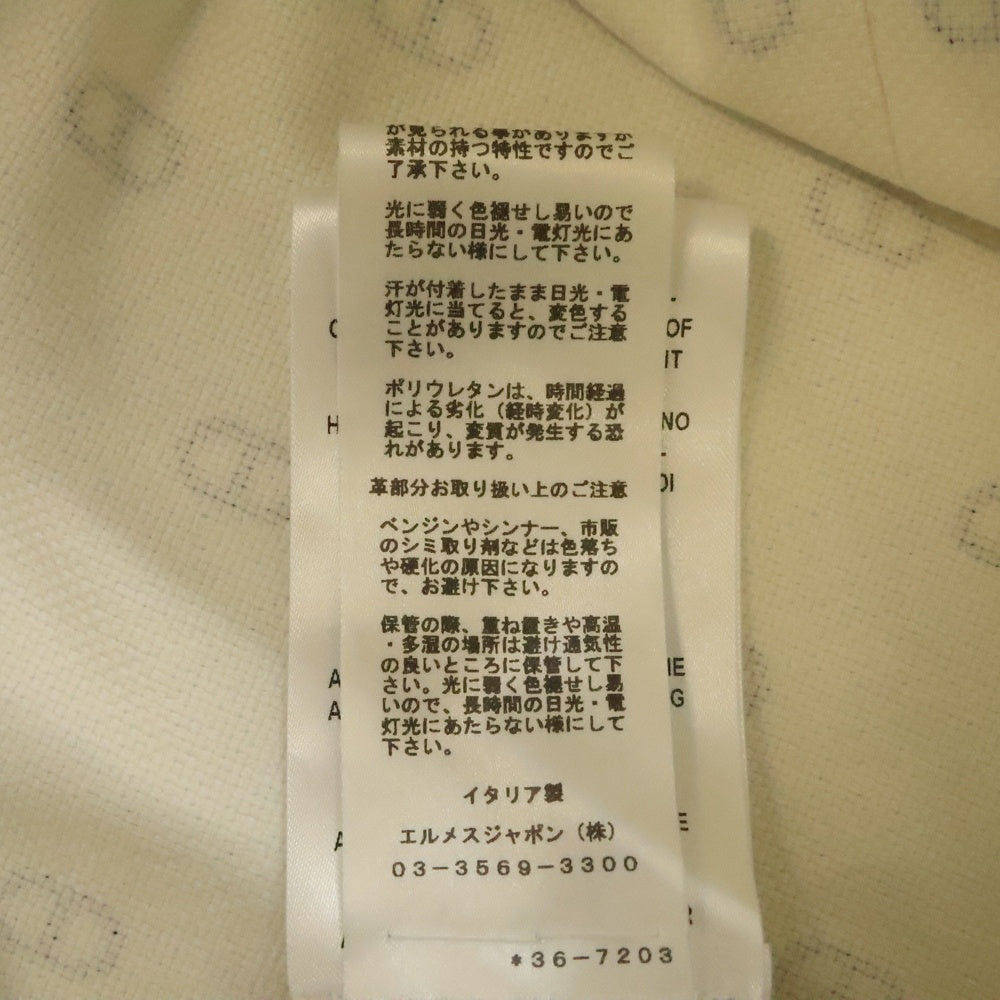 が見られる事がありますが
素材の持つ特性ですのでご
了承下さい。
光に弱く色褪せし易いので
長時間の日光・電灯光にあ
たらない様にして下さい。
汗が付着したまま日光・電
灯光に当てると、変色する
ことがありますのでご注意
下さい。
ポリウレタンは、時間経過
による劣化（経時変化）が
起こり、変質が発生する恐
れがあります。
革部分お取り扱い上のご注意
ベンジンやシンナー、市販
のシミ取り剤などは色落ち
や硬化の原因になりますの
で、お避け下さい。
保管の際、重ね置きや高温
・多湿の場所は避け通気性
の良いところに保管して下
さい。光に弱く色褪せし易
いので、長時間の日光・電
灯光にあたらない様にして
下さい。
イタリア製
エルメスジャポン（株）
03-3569-3300
*36-7203
OF
NO